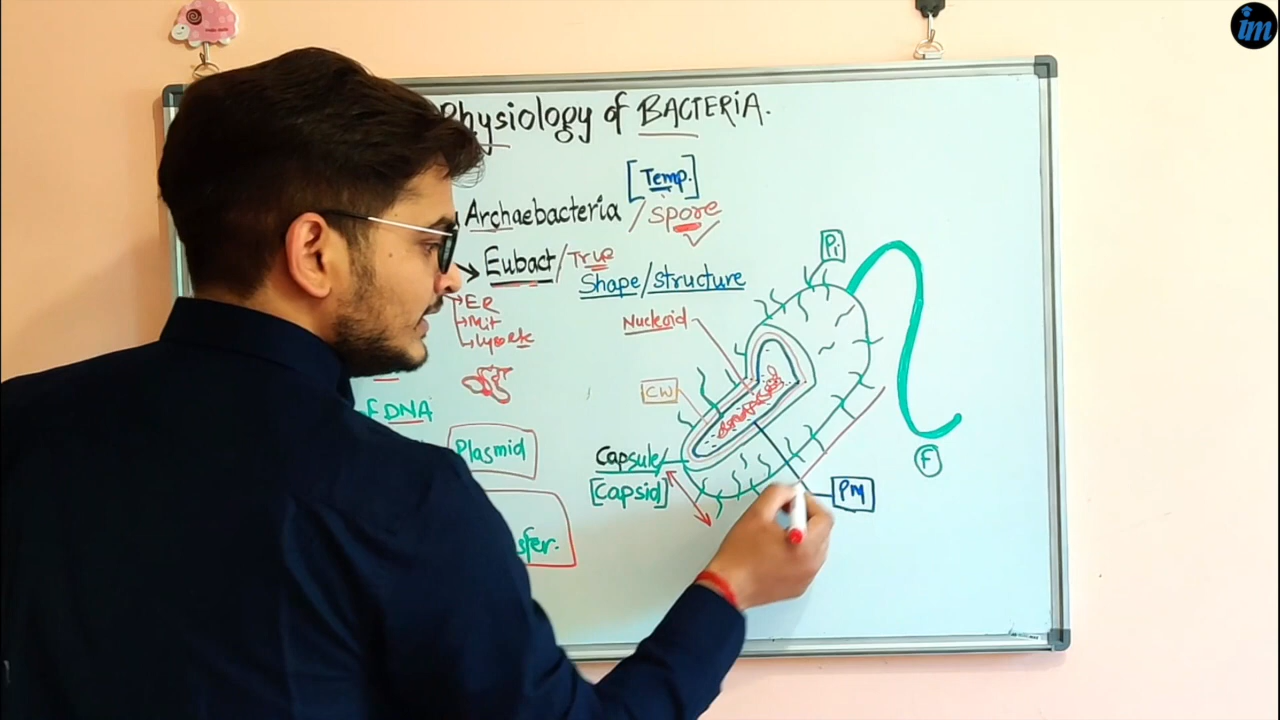 im
Physiology of BACTERIA.
[Temp.]
Archaebacteria / spore
Eubact / True
Shape/structure
ER
Mit
Nucleoid
Pi
CW
DNA
Plasmid
Capsule/
[Capsid]
F
PM
sfer.